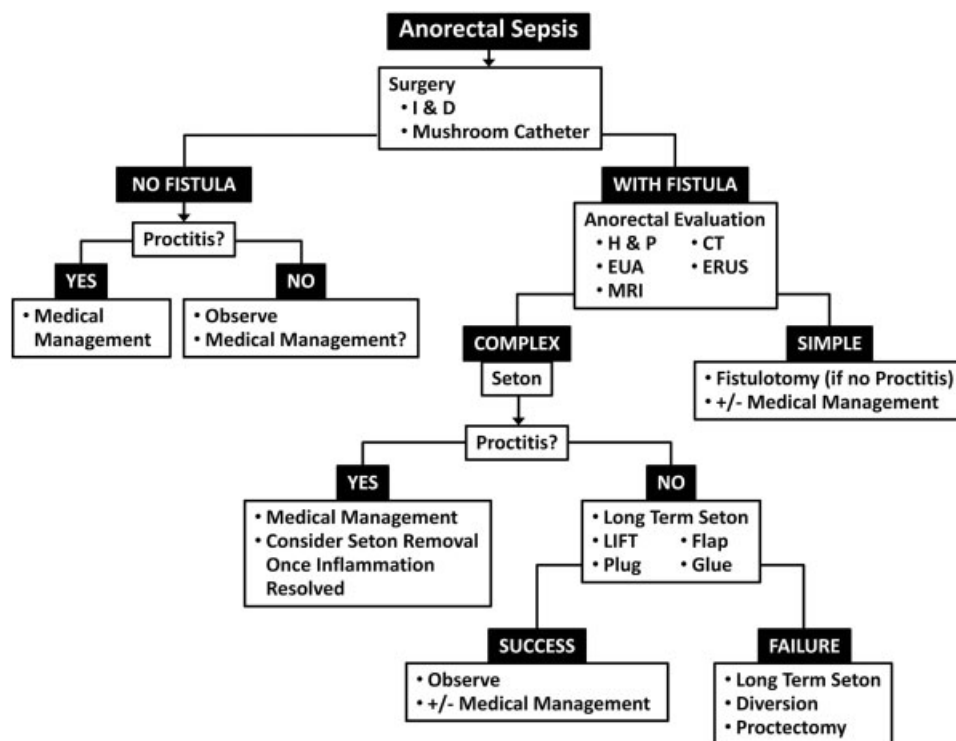 Anorectal Sepsis
Surgery
• I & D
• Mushroom Catheter
NO FISTULA
WITH FISTULA
Proctitis?
Anorectal Evaluation
• H & P • CT
• EUA • ERUS
• MRI
YES
NO
• Medical
Management
• Observe
• Medical Management?
COMPLEX
SIMPLE
Seton
• Fistulotomy (if no Proctitis)
• +/- Medical Management
Proctitis?
YES
NO
• Medical Management
• Consider Seton Removal
Once Inflammation
Resolved
• Long Term Seton
• LIFT • Flap
• Plug • Glue
SUCCESS
FAILURE
• Observe
• +/- Medical Management
• Long Term Seton
• Diversion
• Proctectomy